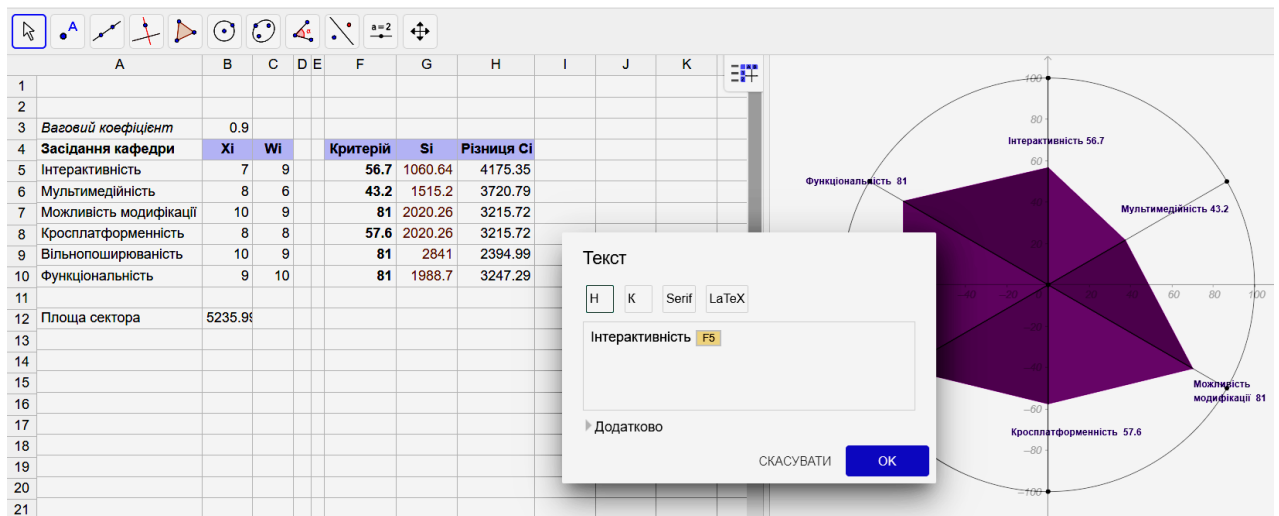 A a=2
A B C D E F G H I J K
1
2
3 Ваговий коефіцієнт 0.9
4 Засідання кафедри Xi Wi Критерій Si Різниця Ci
5 Інтерактивність 7 9 56.7 1060.64 4175.35
6 Мультимедійність 8 6 43.2 1515.2 3720.79
7 Можливість модифікації 10 9 81 2020.26 3215.72
8 Кросплатформенність 8 8 57.6 2020.26 3215.72
9 Вільнопоширюваність 10 9 81 2841 2394.99
10 Функціональність 9 10 81 1988.7 3247.29
11
12 Площа сектора 5235.99
13
14
15
16
17
18
19
20
21
Текст
Н К Serif LaTeX
Інтерактивність F5
Додатково
СКАСУВАТИ OK
100
80
Інтерактивність 56.7
60
Функціональність 81
40
Мультимедійність 43.2
20
–40 –20 0 20 40 60 80 100
–20
–40
Можливість
модифікації 81
–60
Кросплатформенність 57.6
–80
–100